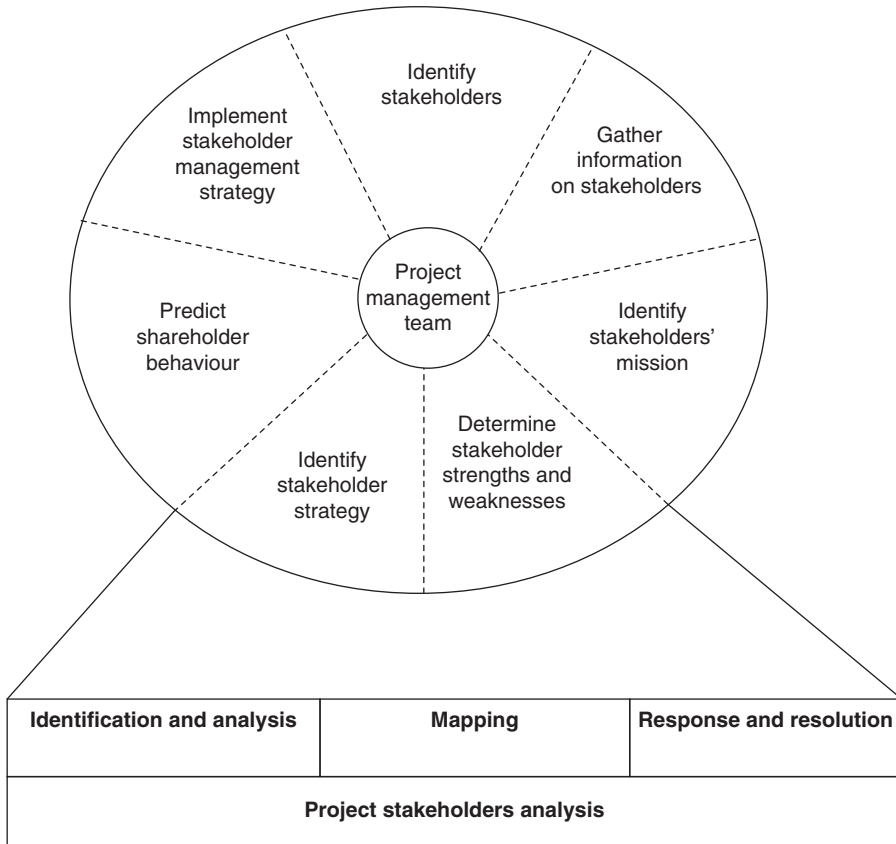 Identify
stakeholders
Gather
information
on stakeholders
Identify
stakeholders’
mission
Determine
stakeholder
strengths and
weaknesses
Identify
stakeholder
strategy
Predict
shareholder
behaviour
Implement
stakeholder
management
strategy
Project
management
team
Identification and analysis
Mapping
Response and resolution
Project stakeholders analysis